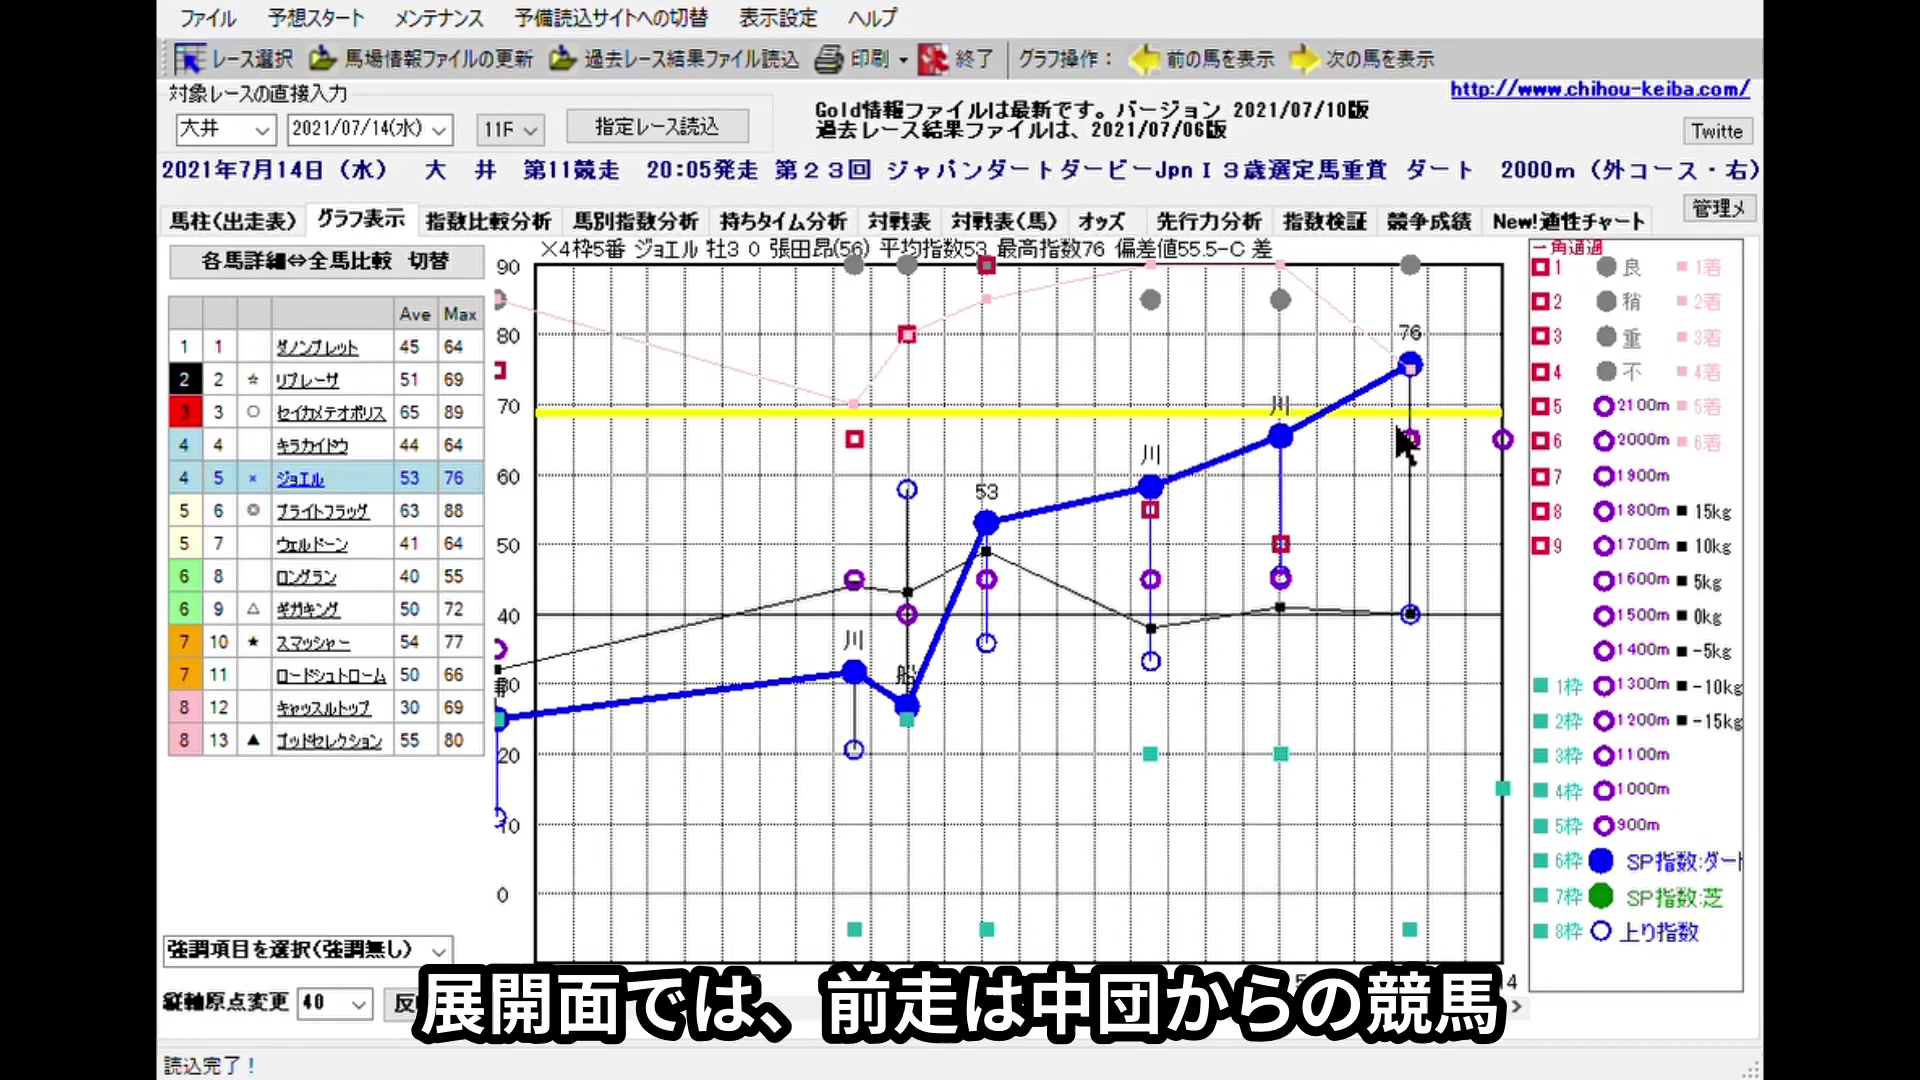 ファイル 予想スタート メンテナンス 予備読込サイトへの切替 表示設定 ヘルプ
レース選択 馬場情報ファイルの更新 過去レース結果ファイル読込 印刷 終了 グラフ操作: 前の馬を表示 次の馬を表示
対象レースの直接入力
http://www.chihou-keiba.com/
大井 2021/07/14(水) 11F 指定レース読込
Gold情報ファイルは最新です。バージョン 2021/07/10版
過去レース結果ファイルは、2021/07/06版
Twitte
2021年7月14日(水) 大 井 第11競走 20:05発走 第23回 ジャパンダートダービーJpnⅠ3歳選定馬重賞 ダート 2000m(外コース・右)
馬柱(出走表) グラフ表示 指数比較分析 馬別指数分析 持ちタイム分析 対戦表 対戦表(馬) オッズ 先行力分析 指数検証 競争成績 New!適性チャート
管理メ
各馬詳細⇔全馬比較 切替
×4枠5番 ジョエル 牡3 0 張田昂(56) 平均指数53 最高指数76 偏差値55.5-C 差
Ave Max
1 1 ダノンブレット 45 64
2 2 ☆ リプレーザ 51 69
3 3 ○ セイカメテオポリス 65 89
4 4 キラカイドウ 44 64
4 5 × ジョエル 53 76
5 6 ◎ ブライトフラッグ 63 88
5 7 ウェルドーン 41 64
6 8 ロングラン 40 55
6 9 △ ギガキング 50 72
7 10 ★ スマッシャー 54 77
7 11 ロードシュトローム 50 66
8 12 キャッスルトップ 30 69
8 13 ▲ ゴッドセレクション 55 80
90
80
70
60
50
40
30
20
10
0
川
船
53
川
川
76
一角通過
1 良 1着
2 稍 2着
3 重 3着
4 不 4着
5 2100m 5着
6 2000m 6着
7 1900m
8 1800m 15kg
9 1700m 10kg
1600m 5kg
1500m 0kg
1400m -5kg
1枠 1300m -10kg
2枠 1200m -15kg
3枠 1100m
4枠 1000m
5枠 900m
6枠 SP指数:ダート
7枠 SP指数:芝
8枠 上り指数
強調項目を選択(強調無し)
縦軸原点変更 40 反
展開面では、前走は中団からの競馬
読込完了!